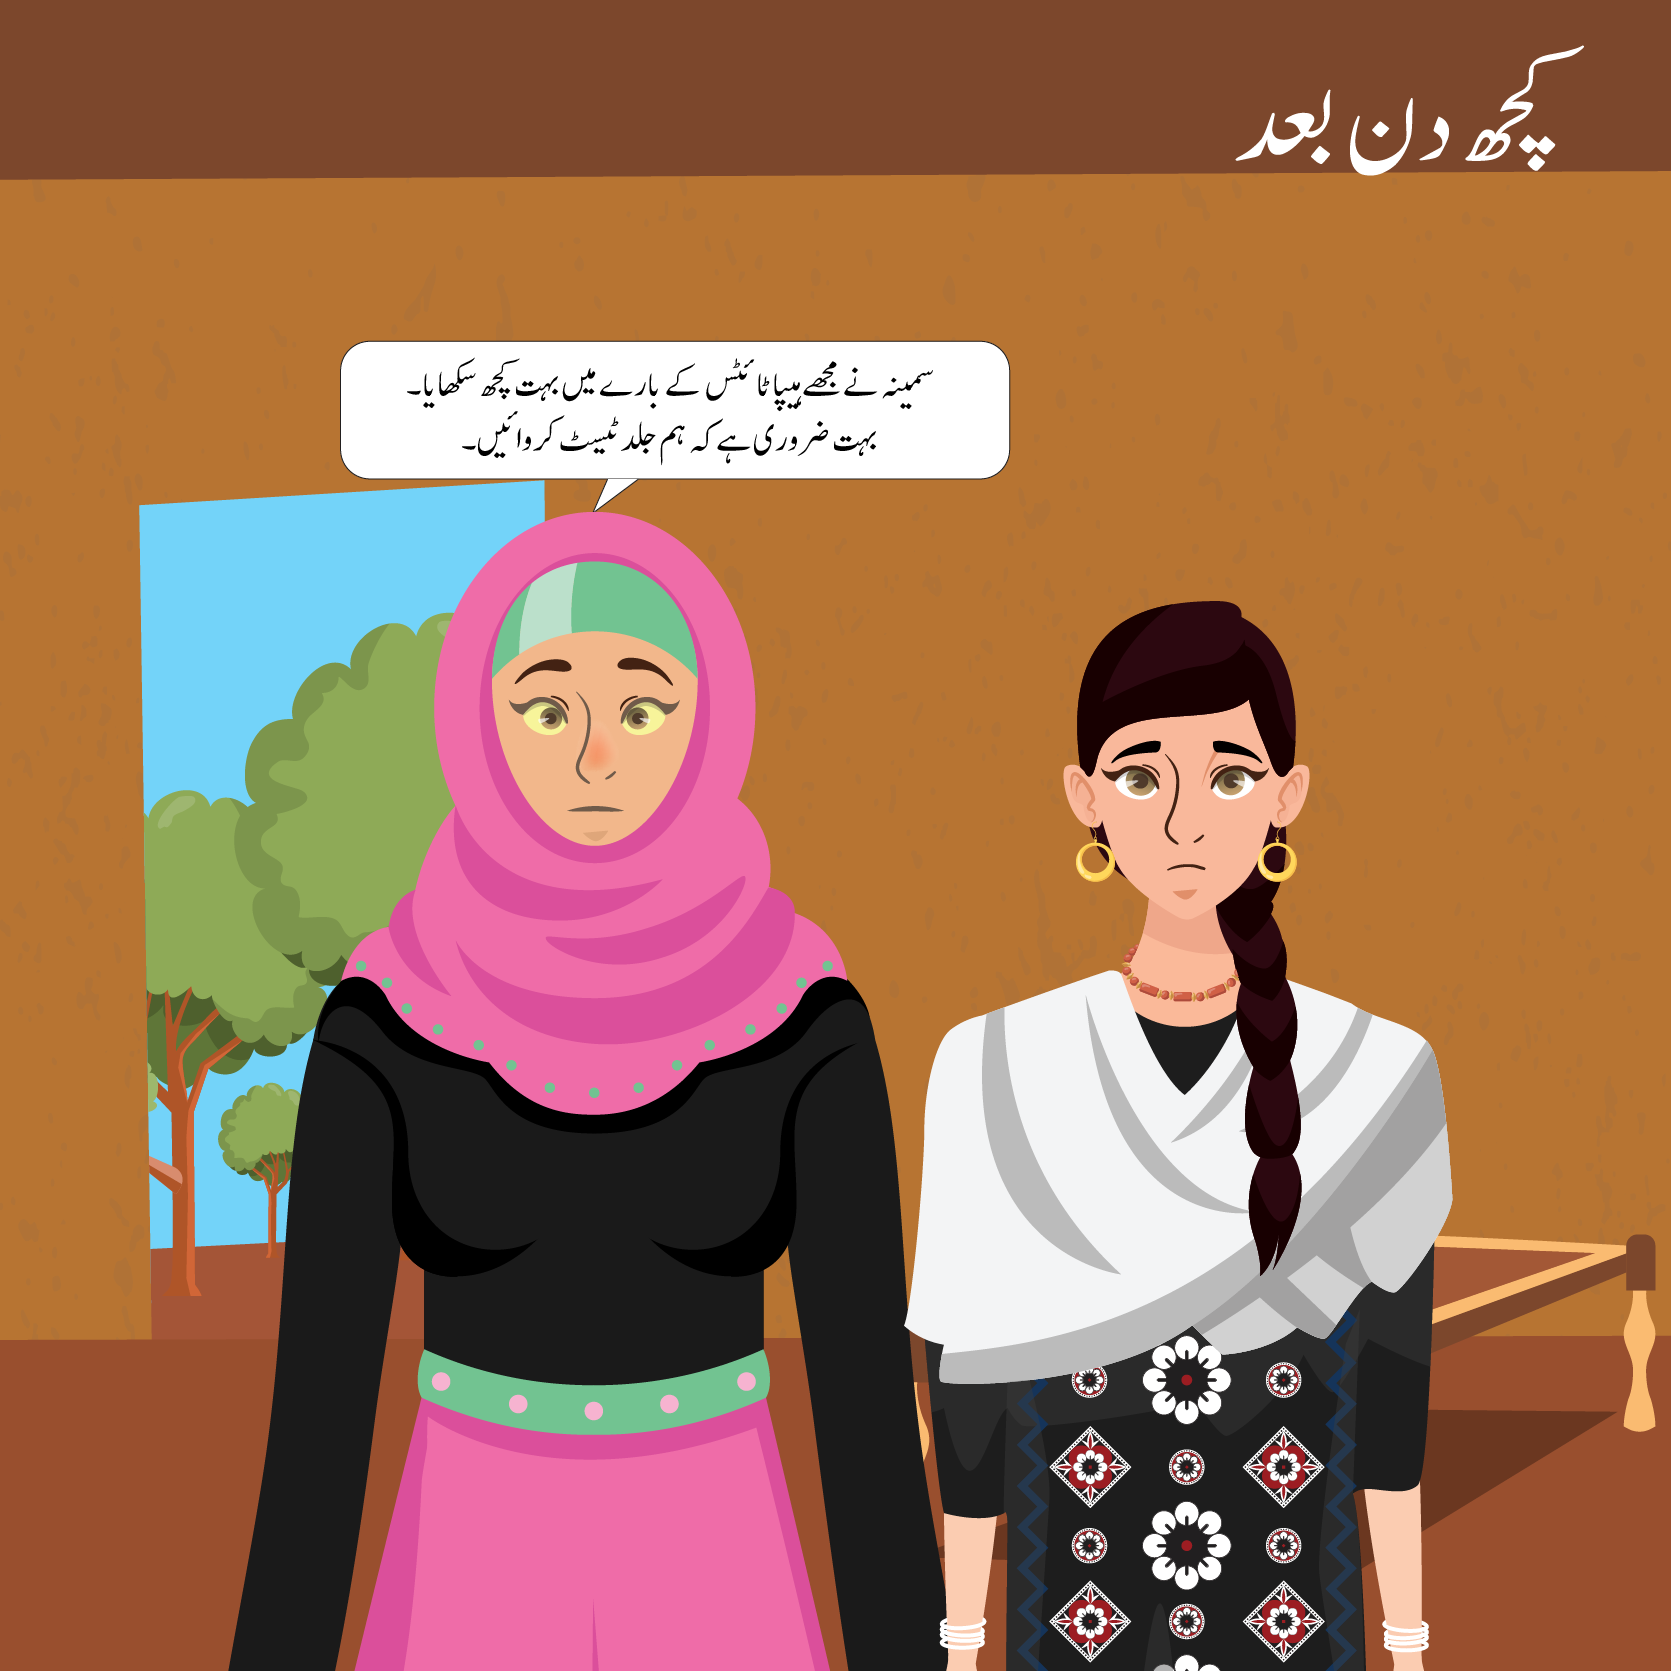 کچھ دن بعد
سمینہ نے مجھے ہیپاٹائٹس کے بارے میں بہت کچھ سکھایا۔
بہت ضروری ہے کہ ہم جلد ٹیسٹ کروائیں۔